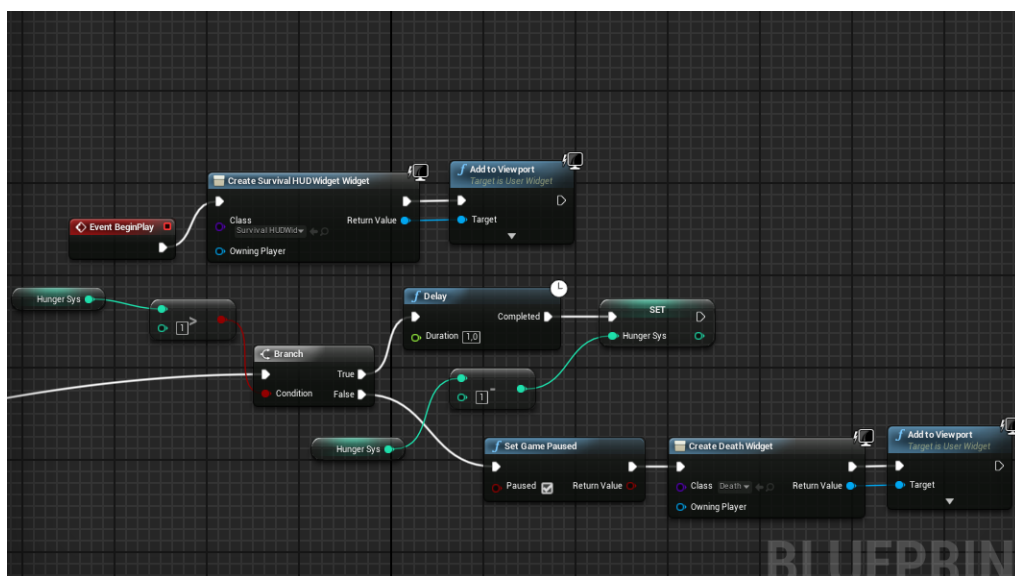 Create Survival HUDWidget Widget
Class
Survival HUDWid
Return Value
Owning Player
Add to Viewport
Target is User Widget
Target
Event BeginPlay
Hunger Sys
1 >
Branch
True
Condition
False
Delay
Completed
Duration 1,0
SET
Hunger Sys
1 -
Hunger Sys
Set Game Paused
Paused
Return Value
Create Death Widget
Class Death
Return Value
Owning Player
Add to Viewport
Target is User Widget
Target
BLUEPRIN